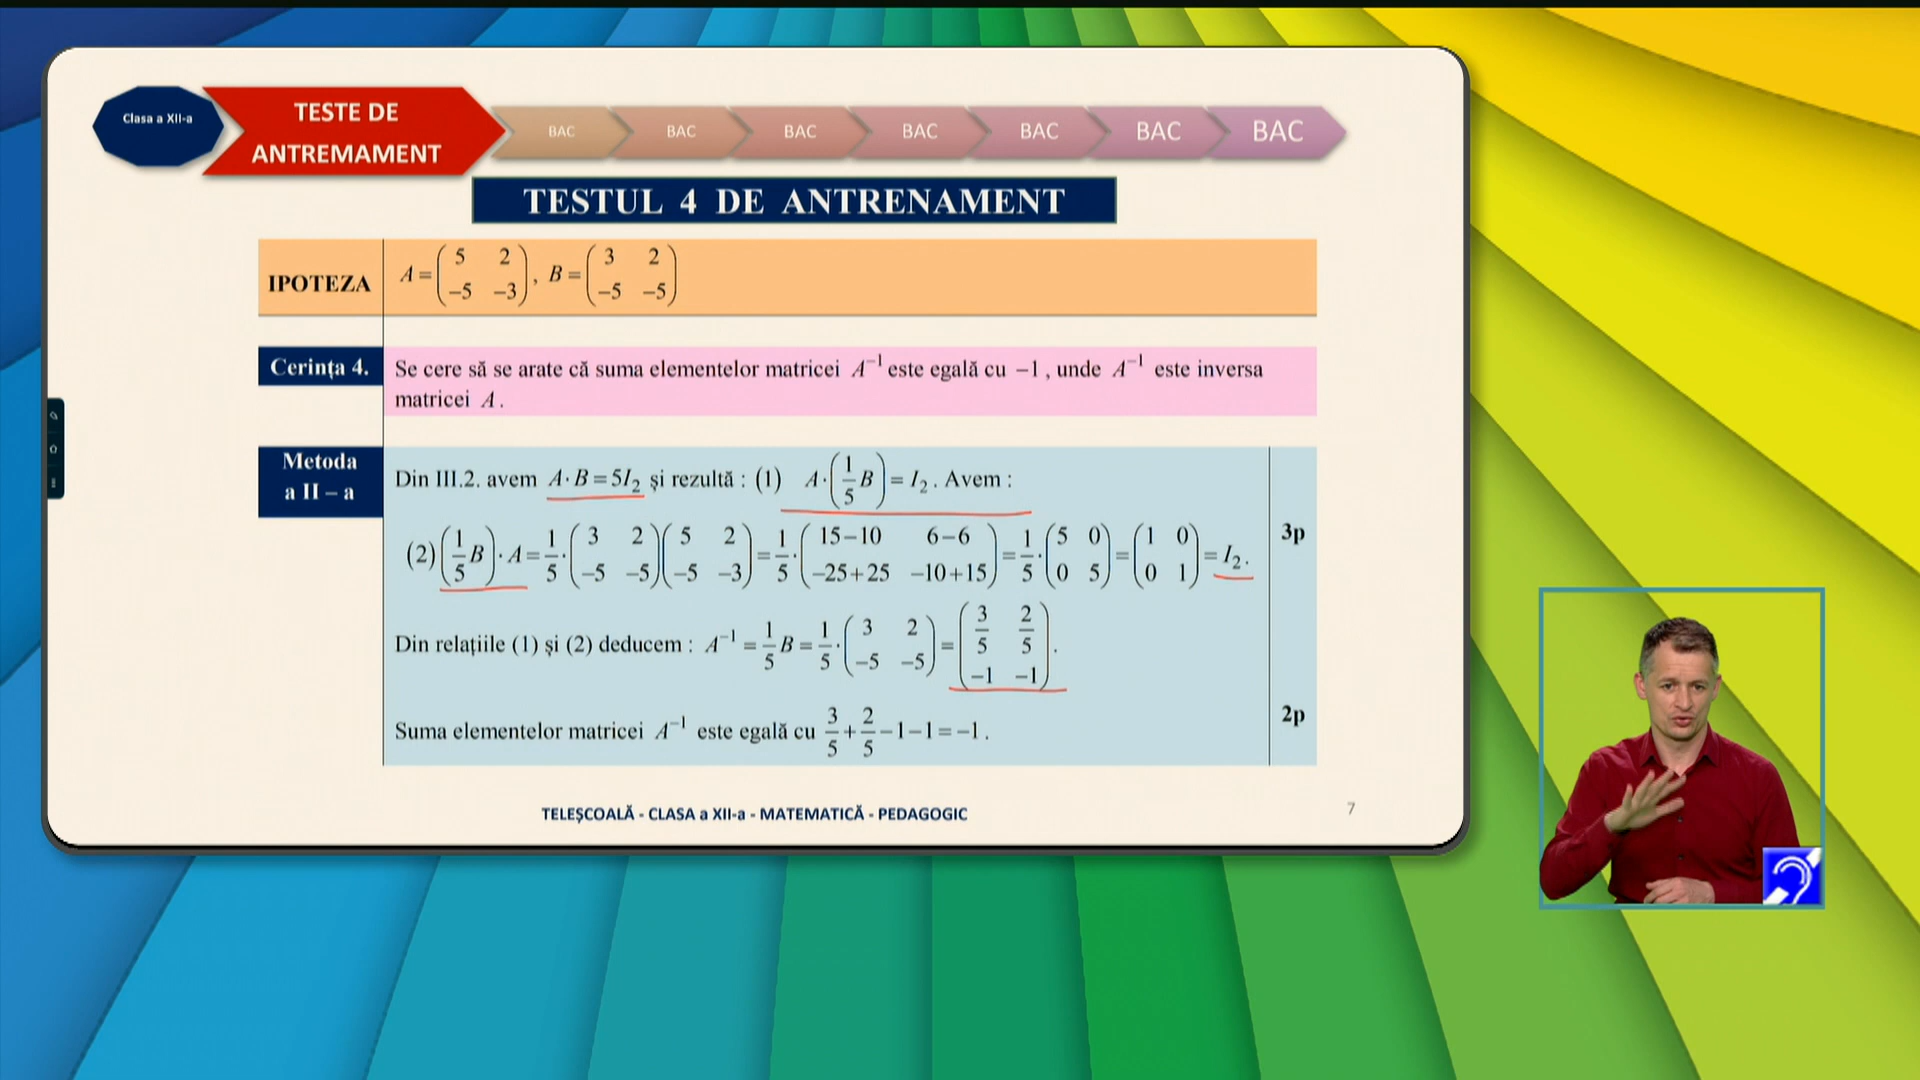 Clasa a XII-a
TESTE DE
ANTREMAMENT
BAC BAC BAC BAC BAC BAC BAC
TESTUL 4 DE ANTRENAMENT
IPOTEZA
A = ( 5 2 ; −5 −3 ) , B = ( 3 2 ; −5 −5 )
Cerința 4.
Se cere să se arate că suma elementelor matricei A⁻¹ este egală cu −1 , unde A⁻¹ este inversa
matricei A .
Metoda
a II – a
Din III.2. avem A·B = 5I₂ și rezultă : (1) A·(1/5 B) = I₂ . Avem :
(2) (1/5 B)·A = 1/5·( 3 2 ; −5 −5 )( 5 2 ; −5 −3 ) = 1/5·( 15−10 6−6 ; −25+25 −10+15 ) = 1/5·( 5 0 ; 0 5 ) = ( 1 0 ; 0 1 ) = I₂.
3p
Din relațiile (1) și (2) deducem : A⁻¹ = 1/5 B = 1/5·( 3 2 ; −5 −5 ) = ( 3/5 2/5 ; −1 −1 ) .
Suma elementelor matricei A⁻¹ este egală cu 3/5 + 2/5 −1−1 = −1 .
2p
TELEȘCOALĂ - CLASA a XII-a - MATEMATICĂ - PEDAGOGIC
7